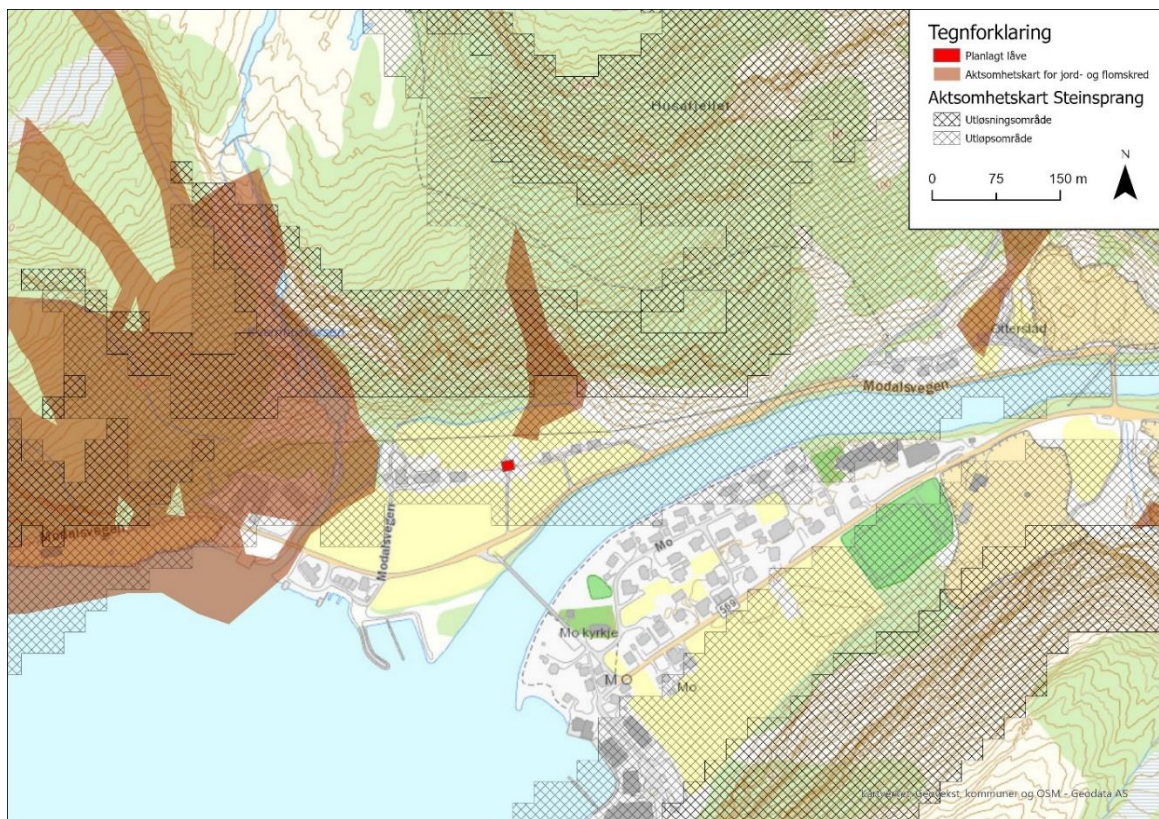 Tegnforklaring
Planlagt låve
Aktsomhetskart for jord- og flomskred
Aktsomhetskart Steinsprang
Utløsningsområde
Utløpsområde
N
0 75 150 m
Husafjellet
Otterstad
Modalsvegen
Modalsvegen
Modalsvegen
Mo
569
Mo kyrkje
MO
Mo
Kartverket, Geovekst, kommuner og OSM - Geodata AS